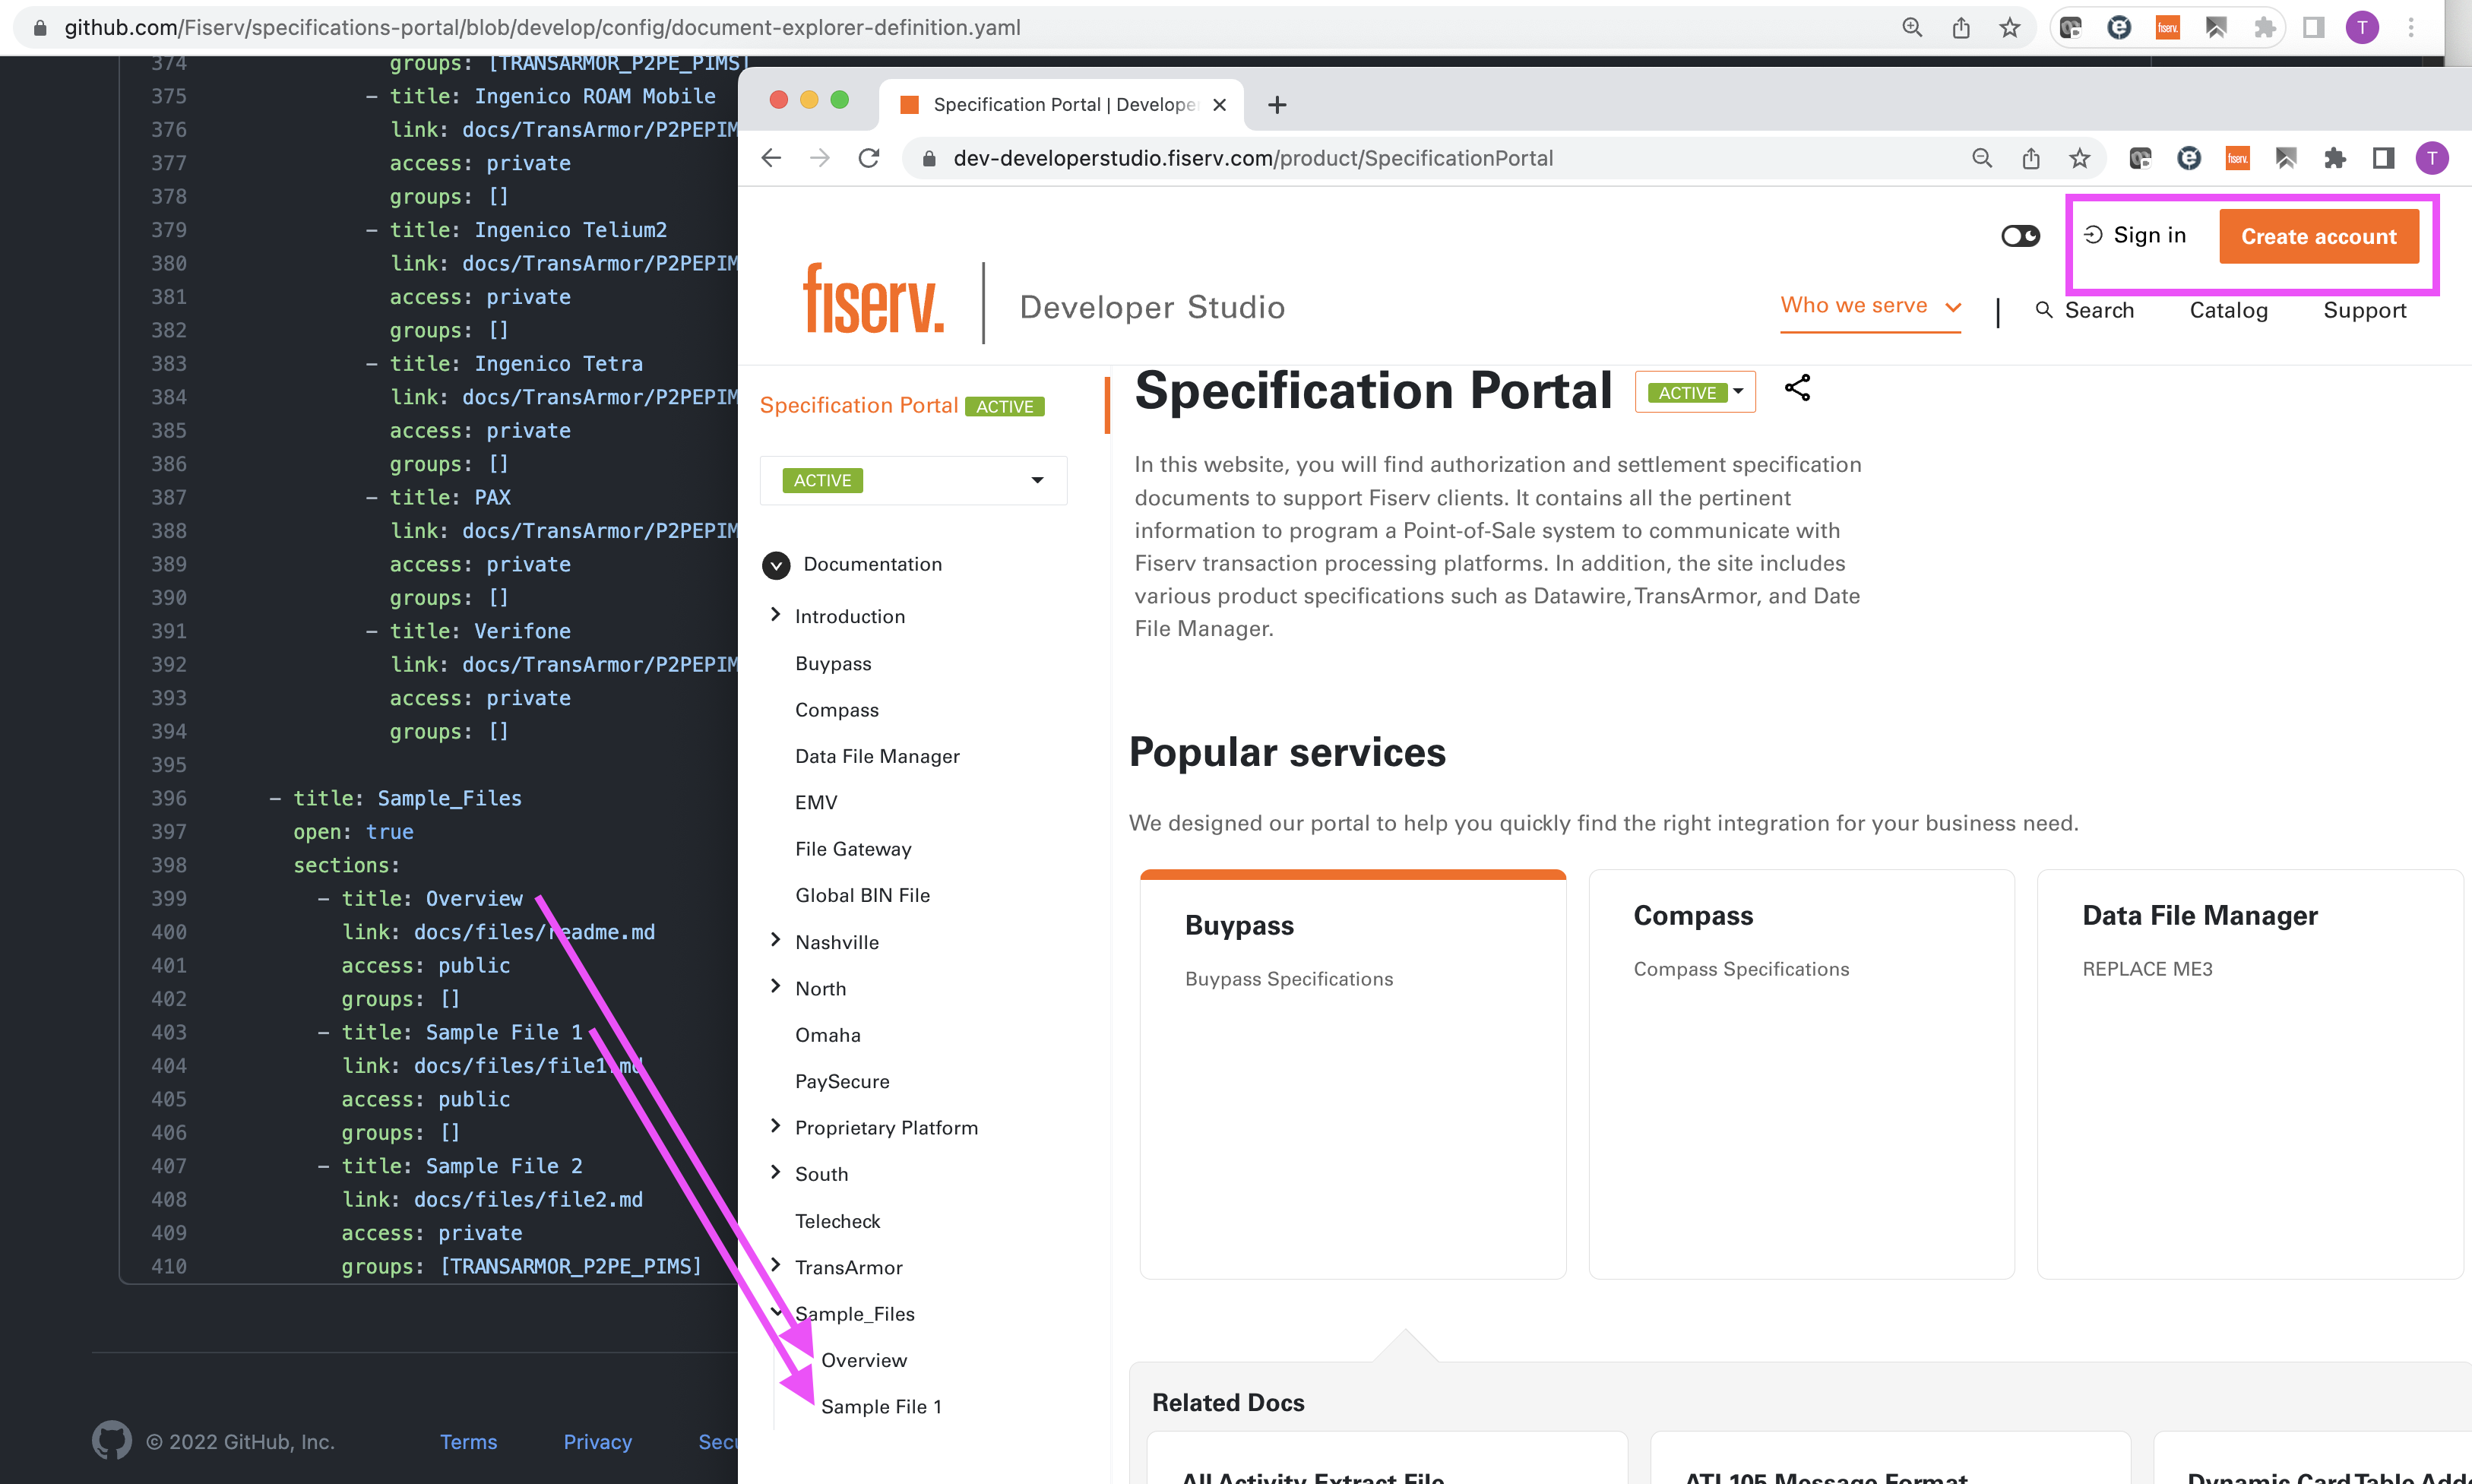 github.com/Fiserv/specifications-portal/blob/develop/config/document-explorer-definition.yaml
fiserv.
T
374 groups: [TRANSARMOR_P2PE_PIMS]
375 - title: Ingenico ROAM Mobile
376 link: docs/TransArmor/P2PEPIM
377 access: private
378 groups: []
379 - title: Ingenico Telium2
380 link: docs/TransArmor/P2PEPIM
381 access: private
382 groups: []
383 - title: Ingenico Tetra
384 link: docs/TransArmor/P2PEPIM
385 access: private
386 groups: []
387 - title: PAX
388 link: docs/TransArmor/P2PEPIM
389 access: private
390 groups: []
391 - title: Verifone
392 link: docs/TransArmor/P2PEPIM
393 access: private
394 groups: []
395
396 - title: Sample_Files
397 open: true
398 sections:
399 - title: Overview
400 link: docs/files/readme.md
401 access: public
402 groups: []
403 - title: Sample File 1
404 link: docs/files/file1.md
405 access: public
406 groups: []
407 - title: Sample File 2
408 link: docs/files/file2.md
409 access: private
410 groups: [TRANSARMOR_P2PE_PIMS]
© 2022 GitHub, Inc. Terms Privacy Secu
Specification Portal | Develope
dev-developerstudio.fiserv.com/product/SpecificationPortal
fiserv.
T
Sign in Create account
fiserv. Developer Studio
Who we serve Search Catalog Support
Specification Portal ACTIVE
ACTIVE
Documentation
Introduction
Buypass
Compass
Data File Manager
EMV
File Gateway
Global BIN File
Nashville
North
Omaha
PaySecure
Proprietary Platform
South
Telecheck
TransArmor
Sample_Files
Overview
Sample File 1
Specification Portal ACTIVE
In this website, you will find authorization and settlement specification
documents to support Fiserv clients. It contains all the pertinent
information to program a Point-of-Sale system to communicate with
Fiserv transaction processing platforms. In addition, the site includes
various product specifications such as Datawire,TransArmor, and Date
File Manager.
Popular services
We designed our portal to help you quickly find the right integration for your business need.
Buypass
Buypass Specifications
Compass
Compass Specifications
Data File Manager
REPLACE ME3
Related Docs
All Activity Extract File
ATL105 Message Format
Dynamic Card Table Adde